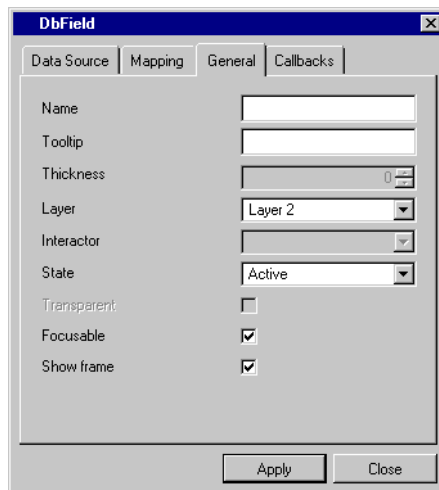 DbField
Data Source Mapping General Callbacks
Name
Tooltip
Thickness 0
Layer Layer 2
Interactor
State Active
Transparent
Focusable
Show frame
Apply Close